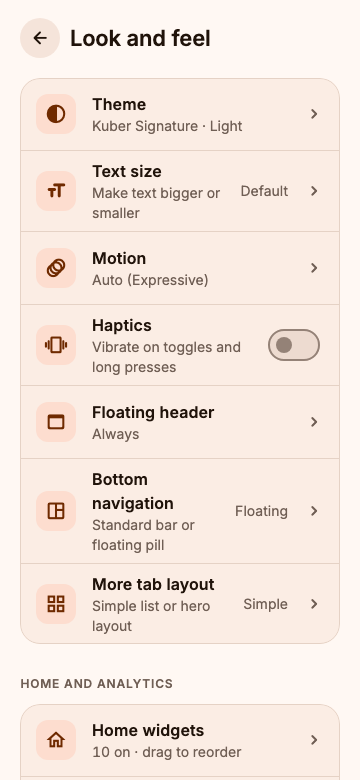 Look and feel
Theme
Kuber Signature · Light
Text size
Make text bigger or
smaller
Default
Motion
Auto (Expressive)
Haptics
Vibrate on toggles and
long presses
Floating header
Always
Bottom
navigation
Standard bar or
floating pill
Floating
More tab layout
Simple list or hero
layout
Simple
HOME AND ANALYTICS
Home widgets
10 on · drag to reorder